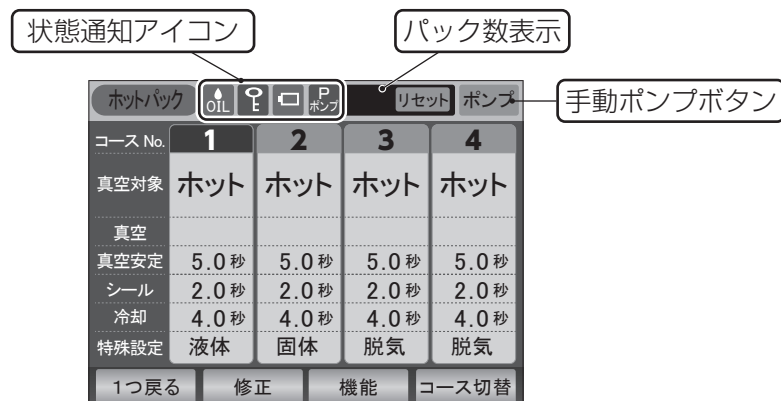 状態通知アイコン
パック数表示
手動ポンプボタン
ホットパック OIL P ポンプ リセット ポンプ
コース No. 1 2 3 4
真空対象 ホット ホット ホット ホット
真空
真空安定 5.0秒 5.0秒 5.0秒 5.0秒
シール 2.0秒 2.0秒 2.0秒 2.0秒
冷却 4.0秒 4.0秒 4.0秒 4.0秒
特殊設定 液体 固体 脱気 脱気
1つ戻る 修正 機能 コース切替